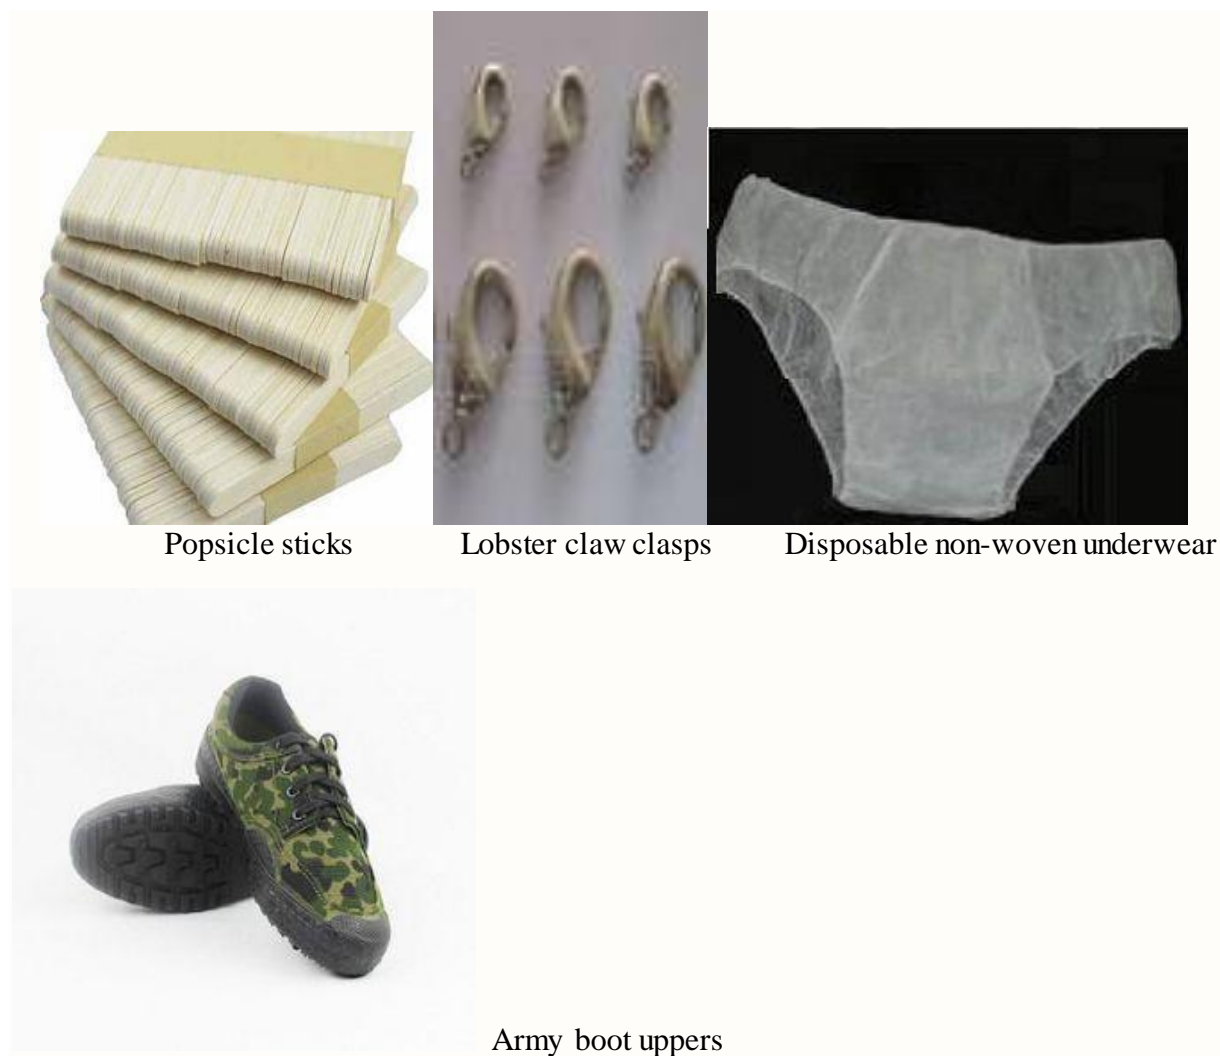 Popsicle sticks
Lobster claw clasps
Disposable non-woven underwear
Army boot uppers